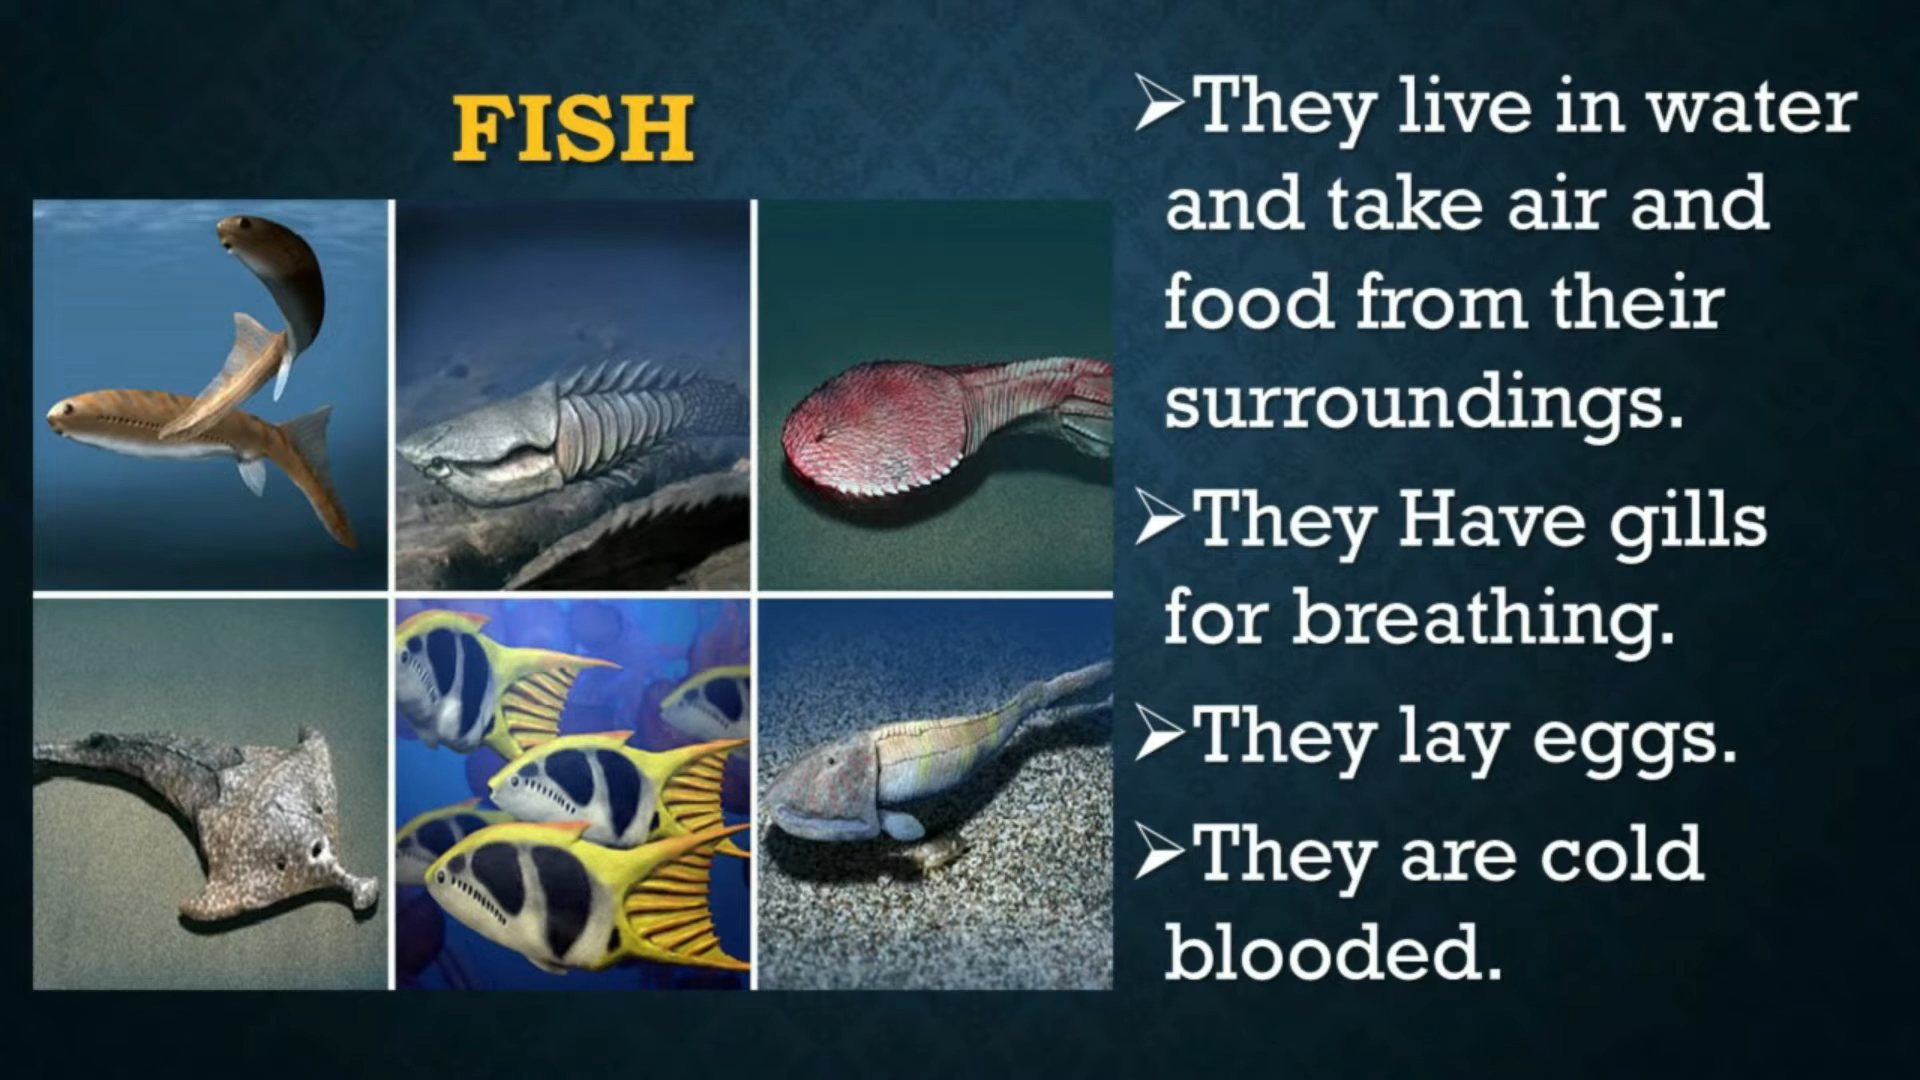 FISH
➢They live in water
and take air and
food from their
surroundings.
➢They Have gills
for breathing.
➢They lay eggs.
➢They are cold
blooded.